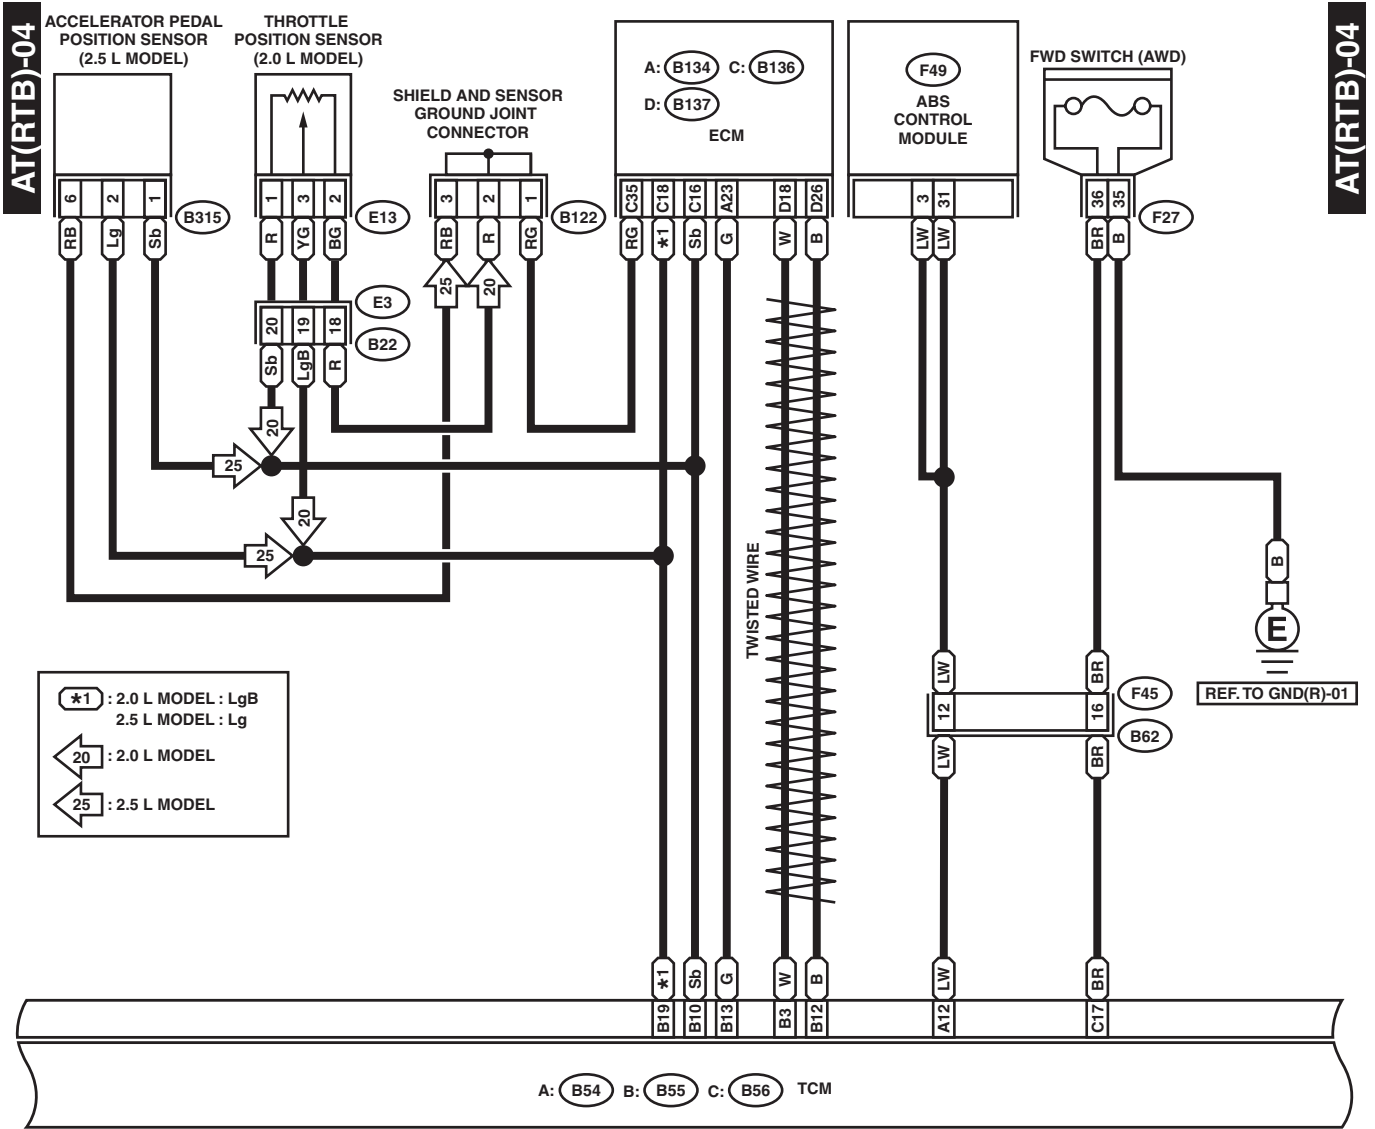 AT(RTB)-04
ACCELERATOR PEDAL
POSITION SENSOR
(2.5 L MODEL)
THROTTLE
POSITION SENSOR
(2.0 L MODEL)
SHIELD AND SENSOR
GROUND JOINT
CONNECTOR
A: B134 C: B136
D: B137
ECM
F49
ABS
CONTROL
MODULE
FWD SWITCH (AWD)
AT(RTB)-04
6 2 1
B315
1 3 2
E13
3 2 1
B122
C35 C18 C16 A23 D18 D26
3 31
36 35
F27
RB Lg Sb
R YG BG
RB R RG
RG *1 Sb G W B
LW LW
BR B
25 20
E3
20 19 18
B22
Sb LgB R
20
25
20
25
TWISTED WIRE
B
E
REF. TO GND(R)-01
LW BR
F45
12 16
B62
LW BR
*1 : 2.0 L MODEL : LgB
2.5 L MODEL : Lg
20 : 2.0 L MODEL
25 : 2.5 L MODEL
*1 Sb G W B LW BR
B19 B10 B13 B3 B12 A12 C17
A: B54 B: B55 C: B56 TCM